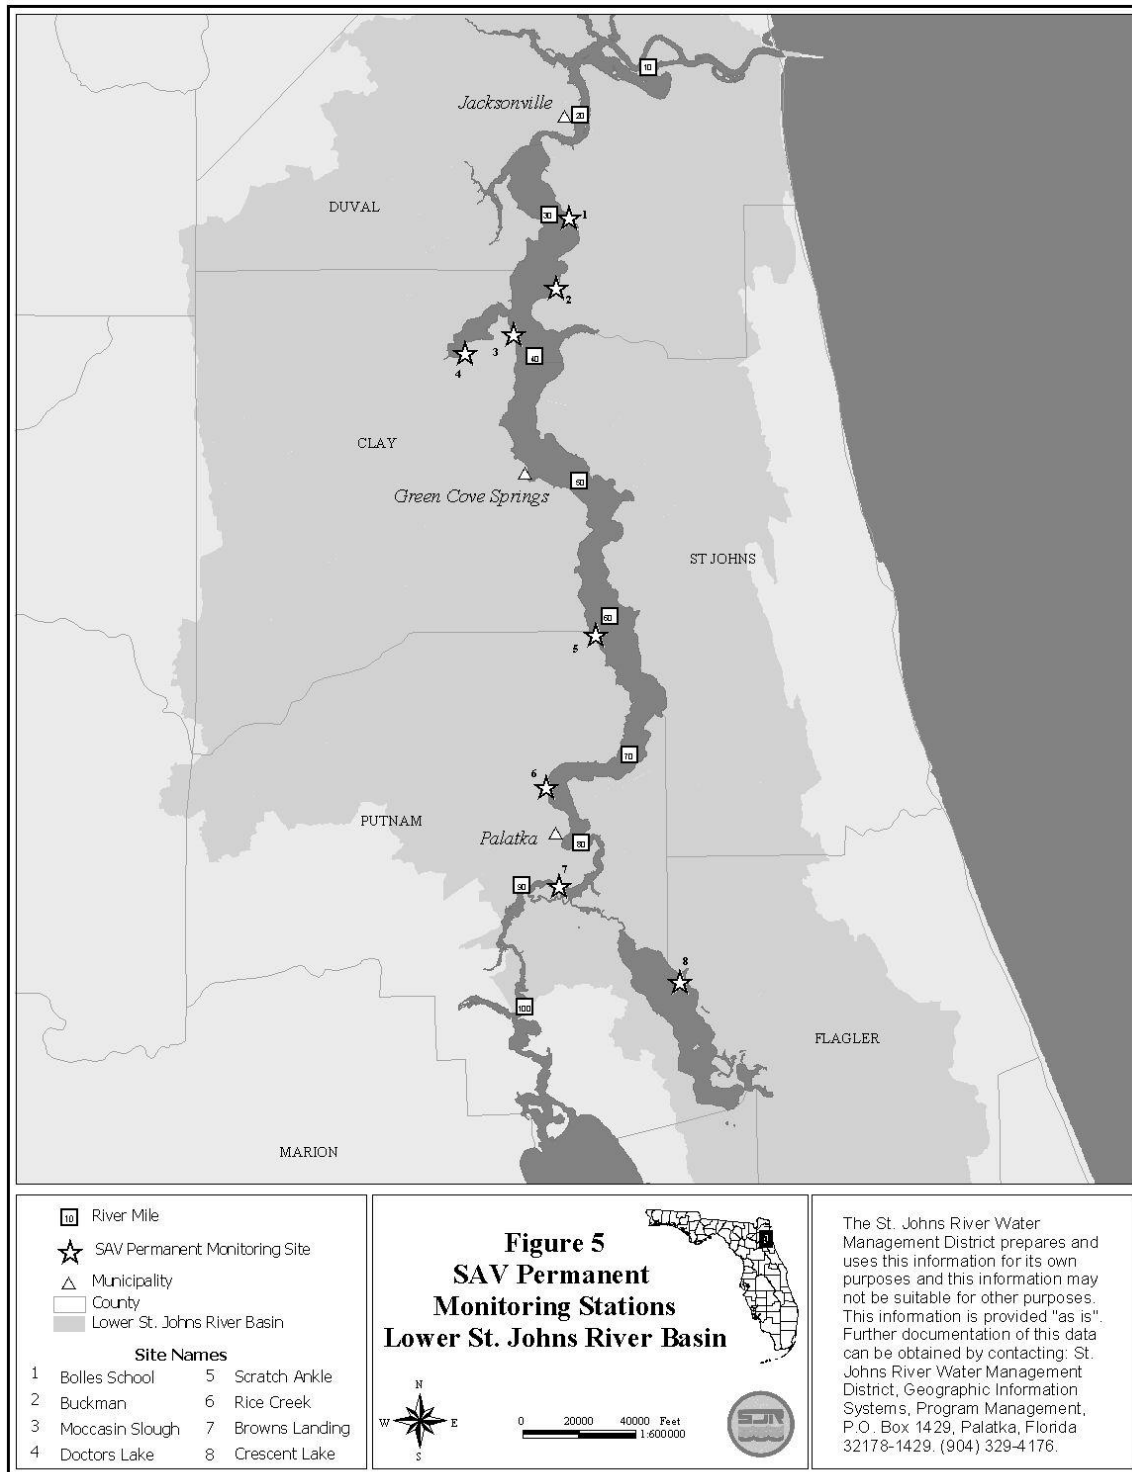 10
Jacksonville
20
DUVAL
30
1
2
3
40
4
CLAY
50
Green Cove Springs
ST JOHNS
60
5
70
6
PUTNAM
Palatka
80
7
90
8
100
FLAGLER
MARION
10 River Mile
SAV Permanent Monitoring Site
Municipality
County
Lower St. Johns River Basin
Site Names
1 Bolles School 5 Scratch Ankle
2 Buckman 6 Rice Creek
3 Moccasin Slough 7 Browns Landing
4 Doctors Lake 8 Crescent Lake
Figure 5
SAV Permanent
Monitoring Stations
Lower St. Johns River Basin
N
W E
S
0 20000 40000 Feet
1:600000
SJR
The St. Johns River Water
Management District prepares and
uses this information for its own
purposes and this information may
not be suitable for other purposes.
This information is provided "as is".
Further documentation of this data
can be obtained by contacting: St.
Johns River Water Management
District, Geographic Information
Systems, Program Management,
P.O. Box 1429, Palatka, Florida
32178-1429. (904) 329-4176.